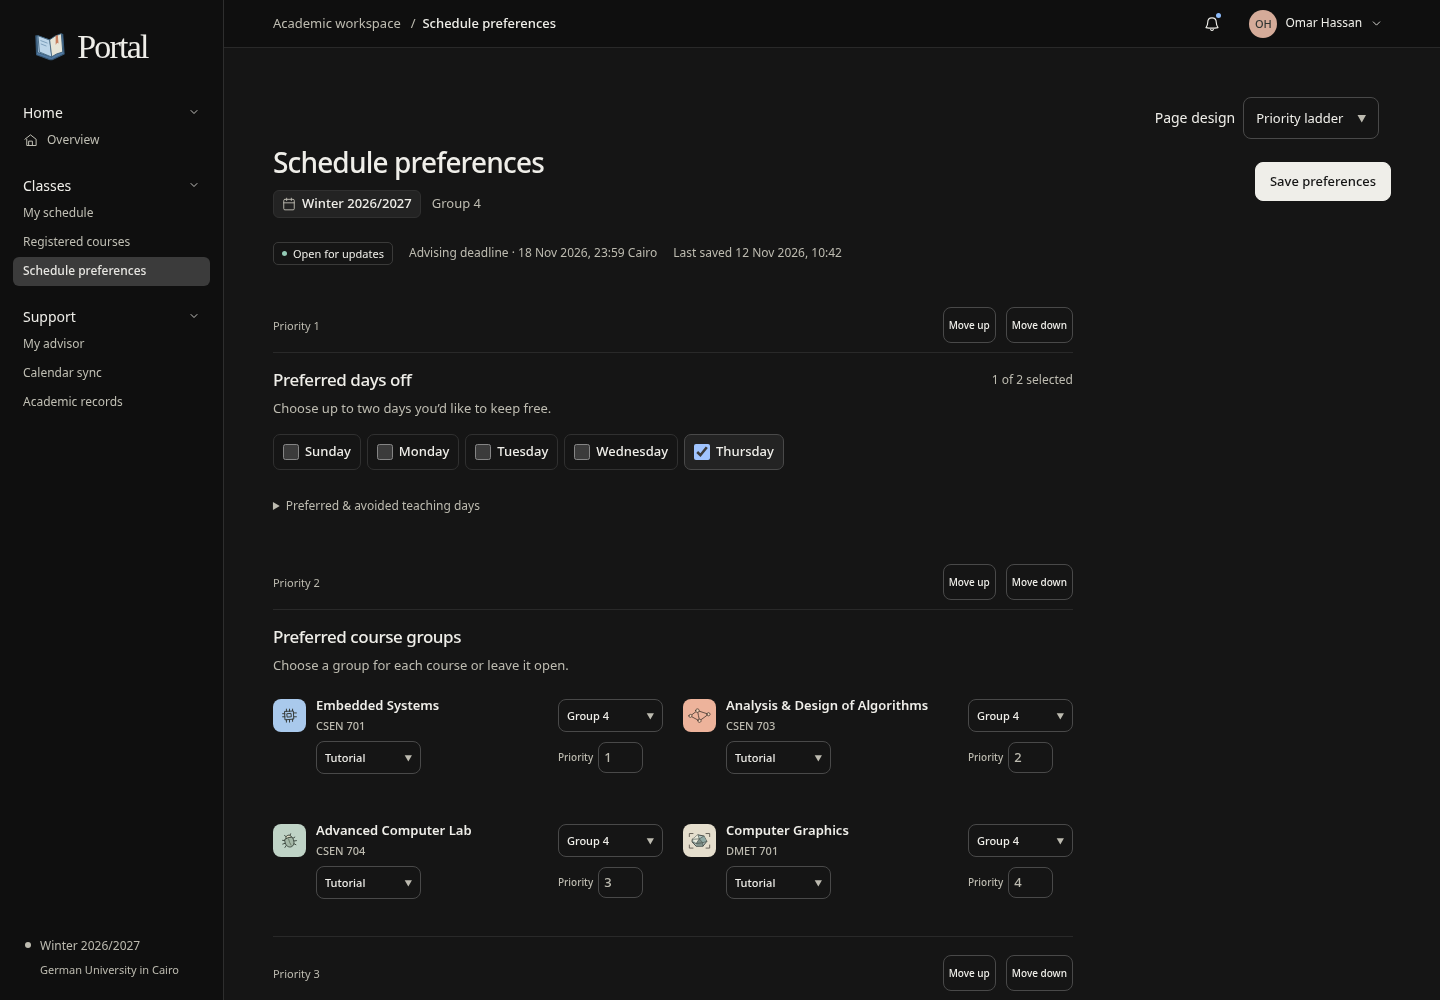 Portal
Home
Overview
Classes
My schedule
Registered courses
Schedule preferences
Support
My advisor
Calendar sync
Academic records
Winter 2026/2027
German University in Cairo
Academic workspace / Schedule preferences
OH Omar Hassan
Page design Priority ladder
Schedule preferences
Save preferences
Winter 2026/2027 Group 4
Open for updates Advising deadline · 18 Nov 2026, 23:59 Cairo Last saved 12 Nov 2026, 10:42
Priority 1 Move up Move down
Preferred days off 1 of 2 selected
Choose up to two days you’d like to keep free.
Sunday Monday Tuesday Wednesday Thursday
Preferred & avoided teaching days
Priority 2 Move up Move down
Preferred course groups
Choose a group for each course or leave it open.
Embedded Systems
CSEN 701
Group 4
Tutorial
Priority 1
Analysis & Design of Algorithms
CSEN 703
Group 4
Tutorial
Priority 2
Advanced Computer Lab
CSEN 704
Group 4
Tutorial
Priority 3
Computer Graphics
DMET 701
Group 4
Tutorial
Priority 4
Priority 3 Move up Move down